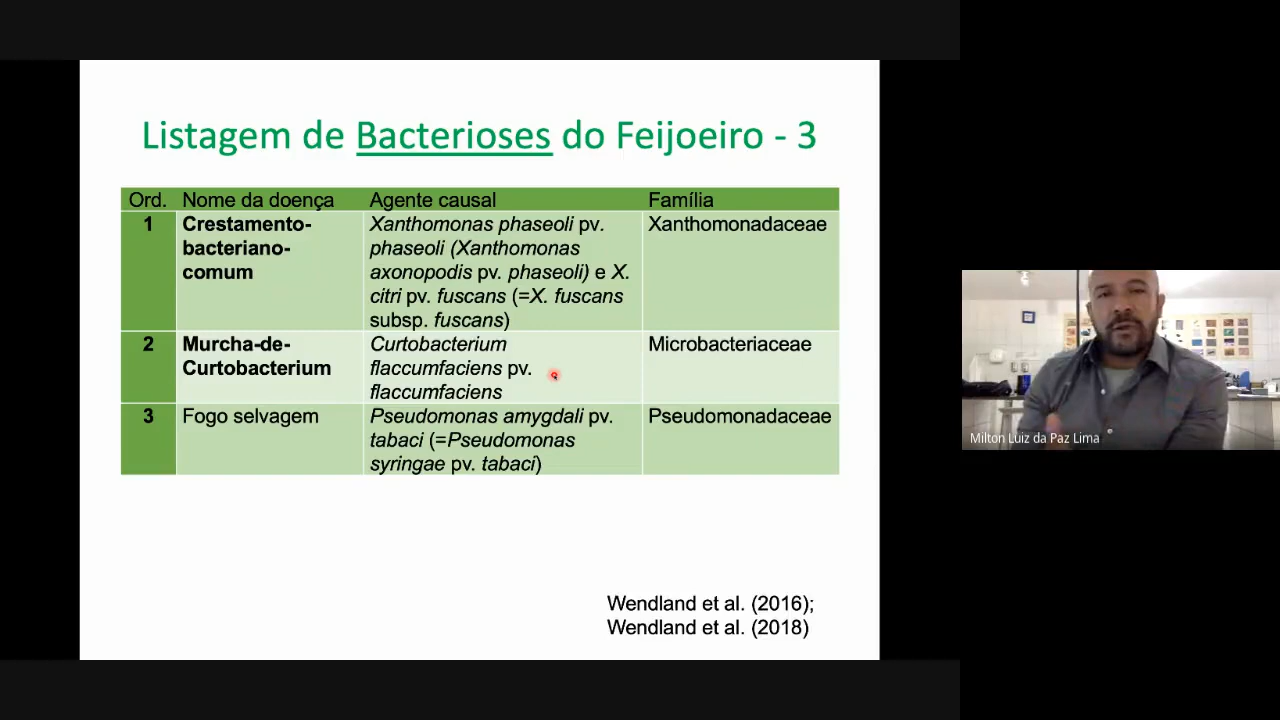 Listagem de Bacterioses do Feijoeiro - 3
Ord. Nome da doença Agente causal Família
1 Crestamento- Xanthomonas phaseoli pv. Xanthomonadaceae
bacteriano- phaseoli (Xanthomonas
comum axonopodis pv. phaseoli) e X.
citri pv. fuscans (=X. fuscans
subsp. fuscans)
2 Murcha-de- Curtobacterium Microbacteriaceae
Curtobacterium flaccumfaciens pv.
flaccumfaciens
3 Fogo selvagem Pseudomonas amygdali pv. Pseudomonadaceae
tabaci (=Pseudomonas
syringae pv. tabaci)
Wendland et al. (2016);
Wendland et al. (2018)
Milton Luiz da Paz Lima